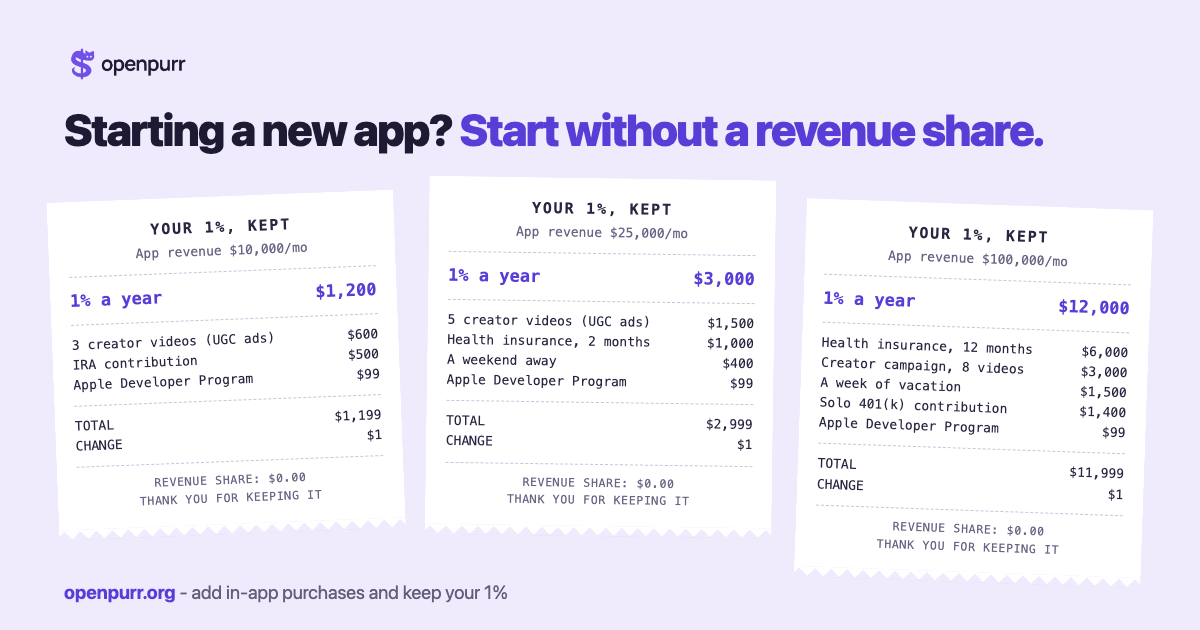 openpurr
Starting a new app? Start without a revenue share.
YOUR 1%, KEPT
App revenue $10,000/mo
1% a year $1,200
3 creator videos (UGC ads) $600
IRA contribution $500
Apple Developer Program $99
TOTAL $1,199
CHANGE $1
REVENUE SHARE: $0.00
THANK YOU FOR KEEPING IT
YOUR 1%, KEPT
App revenue $25,000/mo
1% a year $3,000
5 creator videos (UGC ads) $1,500
Health insurance, 2 months $1,000
A weekend away $400
Apple Developer Program $99
TOTAL $2,999
CHANGE $1
REVENUE SHARE: $0.00
THANK YOU FOR KEEPING IT
YOUR 1%, KEPT
App revenue $100,000/mo
1% a year $12,000
Health insurance, 12 months $6,000
Creator campaign, 8 videos $3,000
A week of vacation $1,500
Solo 401(k) contribution $1,400
Apple Developer Program $99
TOTAL $11,999
CHANGE $1
REVENUE SHARE: $0.00
THANK YOU FOR KEEPING IT
openpurr.org - add in-app purchases and keep your 1%